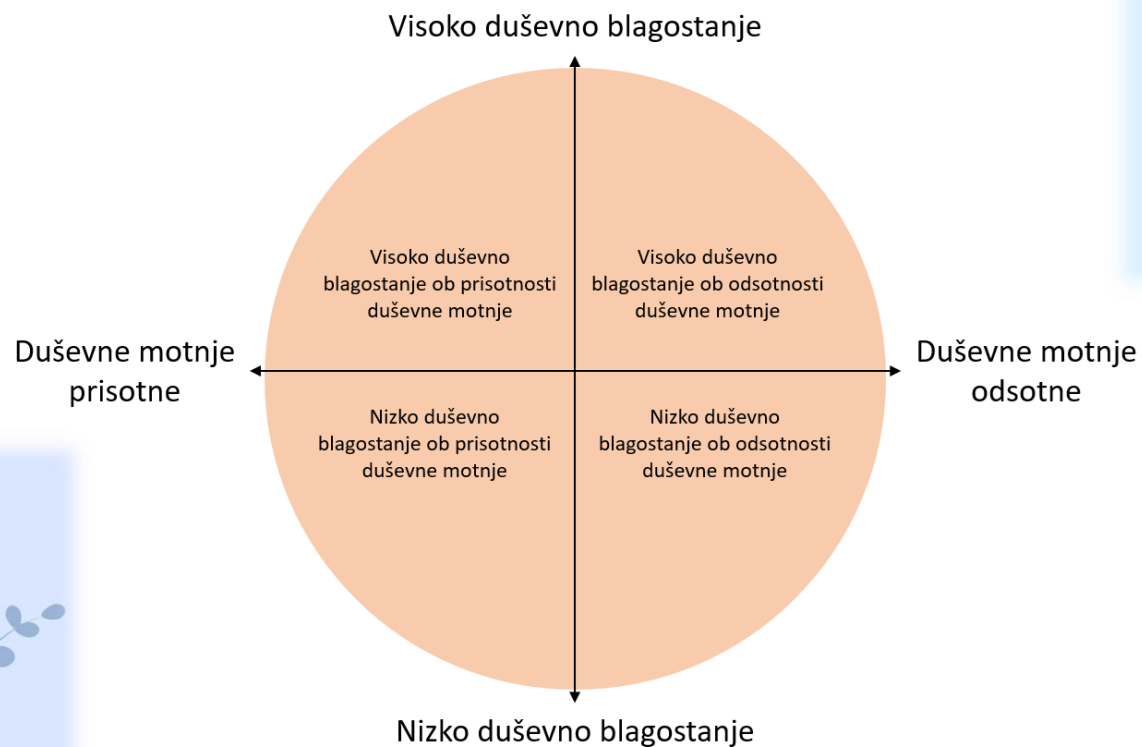 Visoko duševno blagostanje
Visoko duševno
blagostanje ob prisotnosti
duševne motnje
Visoko duševno
blagostanje ob odsotnosti
duševne motnje
Duševne motnje
prisotne
Duševne motnje
odsotne
Nizko duševno
blagostanje ob prisotnosti
duševne motnje
Nizko duševno
blagostanje ob odsotnosti
duševne motnje
Nizko duševno blagostanje